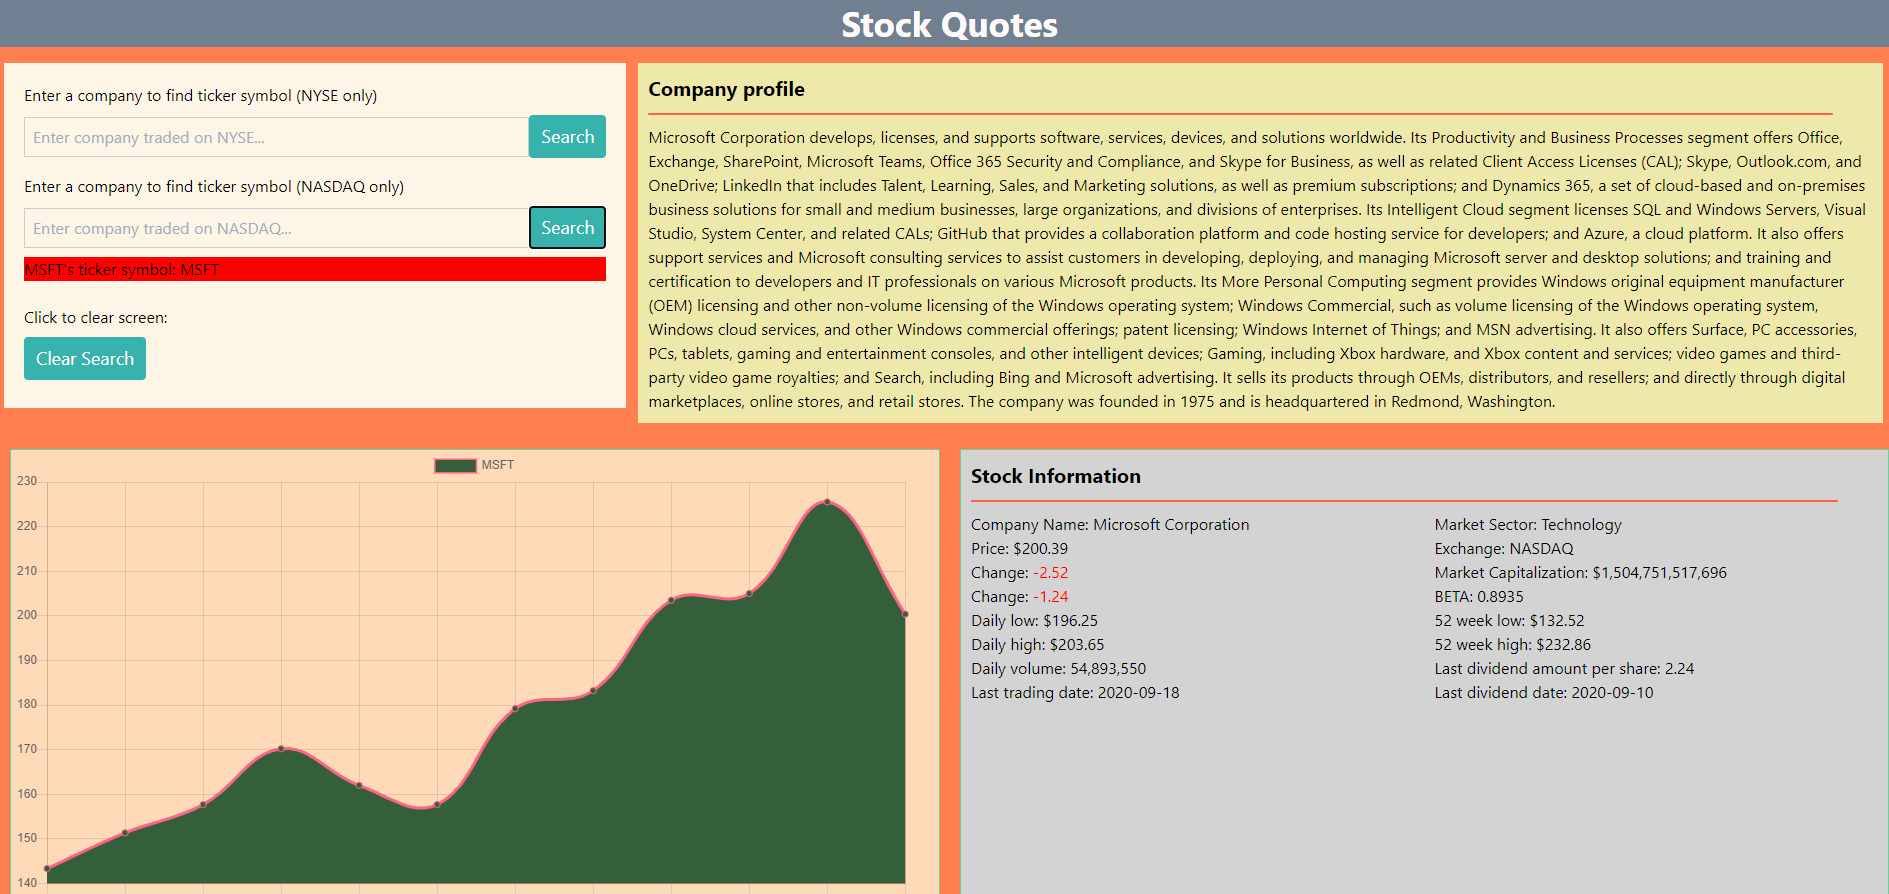 Stock Quotes
Enter a company to find ticker symbol (NYSE only)
Enter company traded on NYSE...
Search
Enter a company to find ticker symbol (NASDAQ only)
Enter company traded on NASDAQ...
Search
MSFT's ticker symbol: MSFT
Click to clear screen:
Clear Search
Company profile
Microsoft Corporation develops, licenses, and supports software, services, devices, and solutions worldwide. Its Productivity and Business Processes segment offers Office,
Exchange, SharePoint, Microsoft Teams, Office 365 Security and Compliance, and Skype for Business, as well as related Client Access Licenses (CAL); Skype, Outlook.com, and
OneDrive; LinkedIn that includes Talent, Learning, Sales, and Marketing solutions, as well as premium subscriptions; and Dynamics 365, a set of cloud-based and on-premises
business solutions for small and medium businesses, large organizations, and divisions of enterprises. Its Intelligent Cloud segment licenses SQL and Windows Servers, Visual
Studio, System Center, and related CALs; GitHub that provides a collaboration platform and code hosting service for developers; and Azure, a cloud platform. It also offers
support services and Microsoft consulting services to assist customers in developing, deploying, and managing Microsoft server and desktop solutions; and training and
certification to developers and IT professionals on various Microsoft products. Its More Personal Computing segment provides Windows original equipment manufacturer
(OEM) licensing and other non-volume licensing of the Windows operating system; Windows Commercial, such as volume licensing of the Windows operating system,
Windows cloud services, and other Windows commercial offerings; patent licensing; Windows Internet of Things; and MSN advertising. It also offers Surface, PC accessories,
PCs, tablets, gaming and entertainment consoles, and other intelligent devices; Gaming, including Xbox hardware, and Xbox content and services; video games and third-
party video game royalties; and Search, including Bing and Microsoft advertising. It sells its products through OEMs, distributors, and resellers; and directly through digital
marketplaces, online stores, and retail stores. The company was founded in 1975 and is headquartered in Redmond, Washington.
MSFT
230
220
210
200
190
180
170
160
150
140
Stock Information
Company Name: Microsoft Corporation
Price: $200.39
Change: -2.52
Change: -1.24
Daily low: $196.25
Daily high: $203.65
Daily volume: 54,893,550
Last trading date: 2020-09-18
Market Sector: Technology
Exchange: NASDAQ
Market Capitalization: $1,504,751,517,696
BETA: 0.8935
52 week low: $132.52
52 week high: $232.86
Last dividend amount per share: 2.24
Last dividend date: 2020-09-10